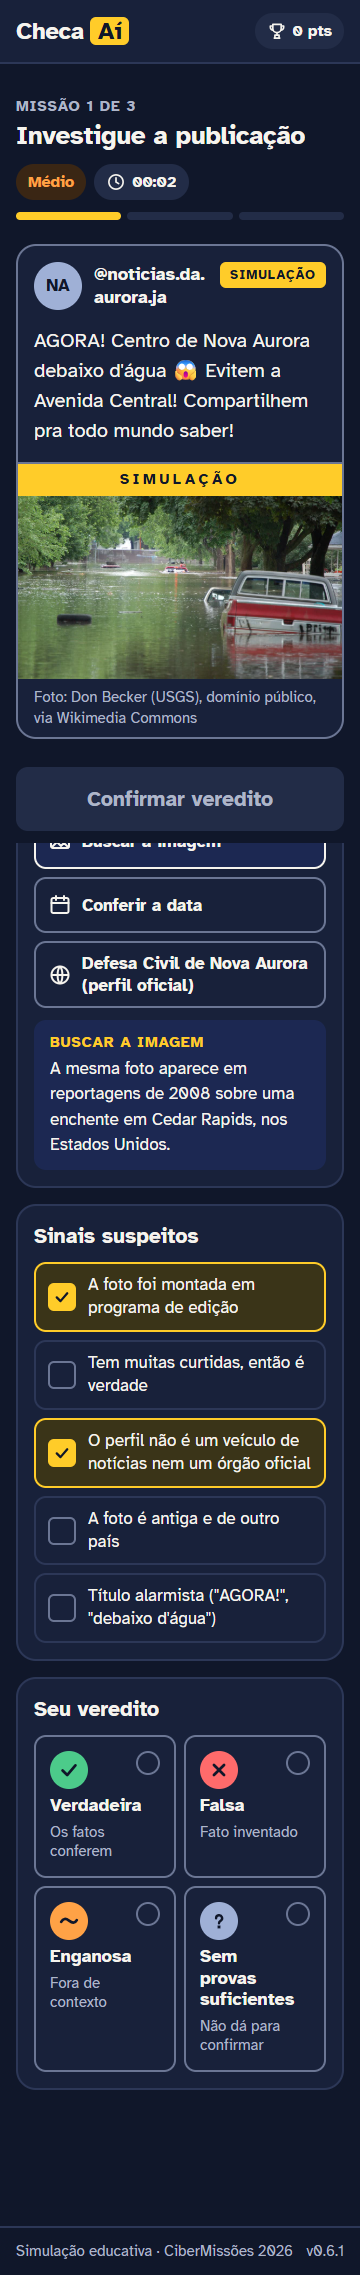 Checa Aí
0 pts
MISSÃO 1 DE 3
Investigue a publicação
Médio
00:02
NA
@noticias.da.
aurora.ja
SIMULAÇÃO
AGORA! Centro de Nova Aurora
debaixo d'água 😱 Evitem a
Avenida Central! Compartilhem
pra todo mundo saber!
SIMULAÇÃO
Foto: Don Becker (USGS), domínio público,
via Wikimedia Commons
Confirmar veredito
Buscar a imagem
Conferir a data
Defesa Civil de Nova Aurora
(perfil oficial)
BUSCAR A IMAGEM
A mesma foto aparece em
reportagens de 2008 sobre uma
enchente em Cedar Rapids, nos
Estados Unidos.
Sinais suspeitos
A foto foi montada em
programa de edição
Tem muitas curtidas, então é
verdade
O perfil não é um veículo de
notícias nem um órgão oficial
A foto é antiga e de outro
país
Título alarmista ("AGORA!",
"debaixo d'água")
Seu veredito
Verdadeira
Os fatos
conferem
Falsa
Fato inventado
Enganosa
Fora de
contexto
Sem
provas
suficientes
Não dá para
confirmar
Simulação educativa · CiberMissões 2026
v0.6.1